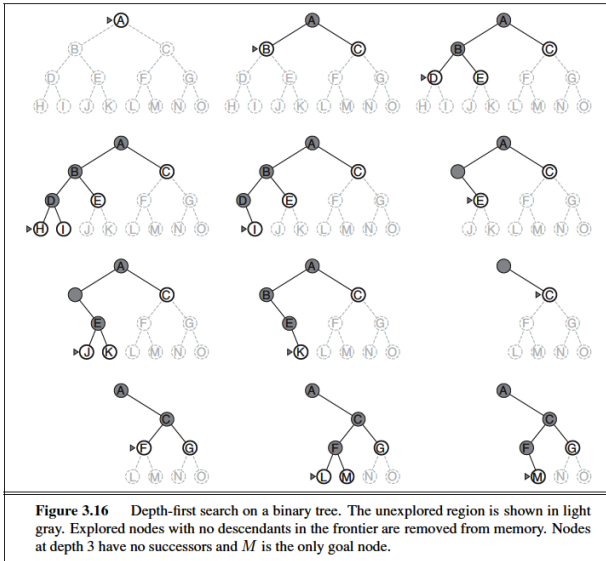 A A A
B C B C B C
D E F G D E F G D E F G
H I J K L M N O H I J K L M N O H I J K L M N O
A A A
B C B C C
D E F G D E F G E F G
H I J K L M N O I J K L M N O J K L M N O
A A
C B C C
E F G E F G F G
J K L M N O K L M N O L M N O
A A A
C C C
F G F G F G
L M N O L M N O M N O
Figure 3.16 Depth-first search on a binary tree. The unexplored region is shown in light
gray. Explored nodes with no descendants in the frontier are removed from memory. Nodes
at depth 3 have no successors and M is the only goal node.